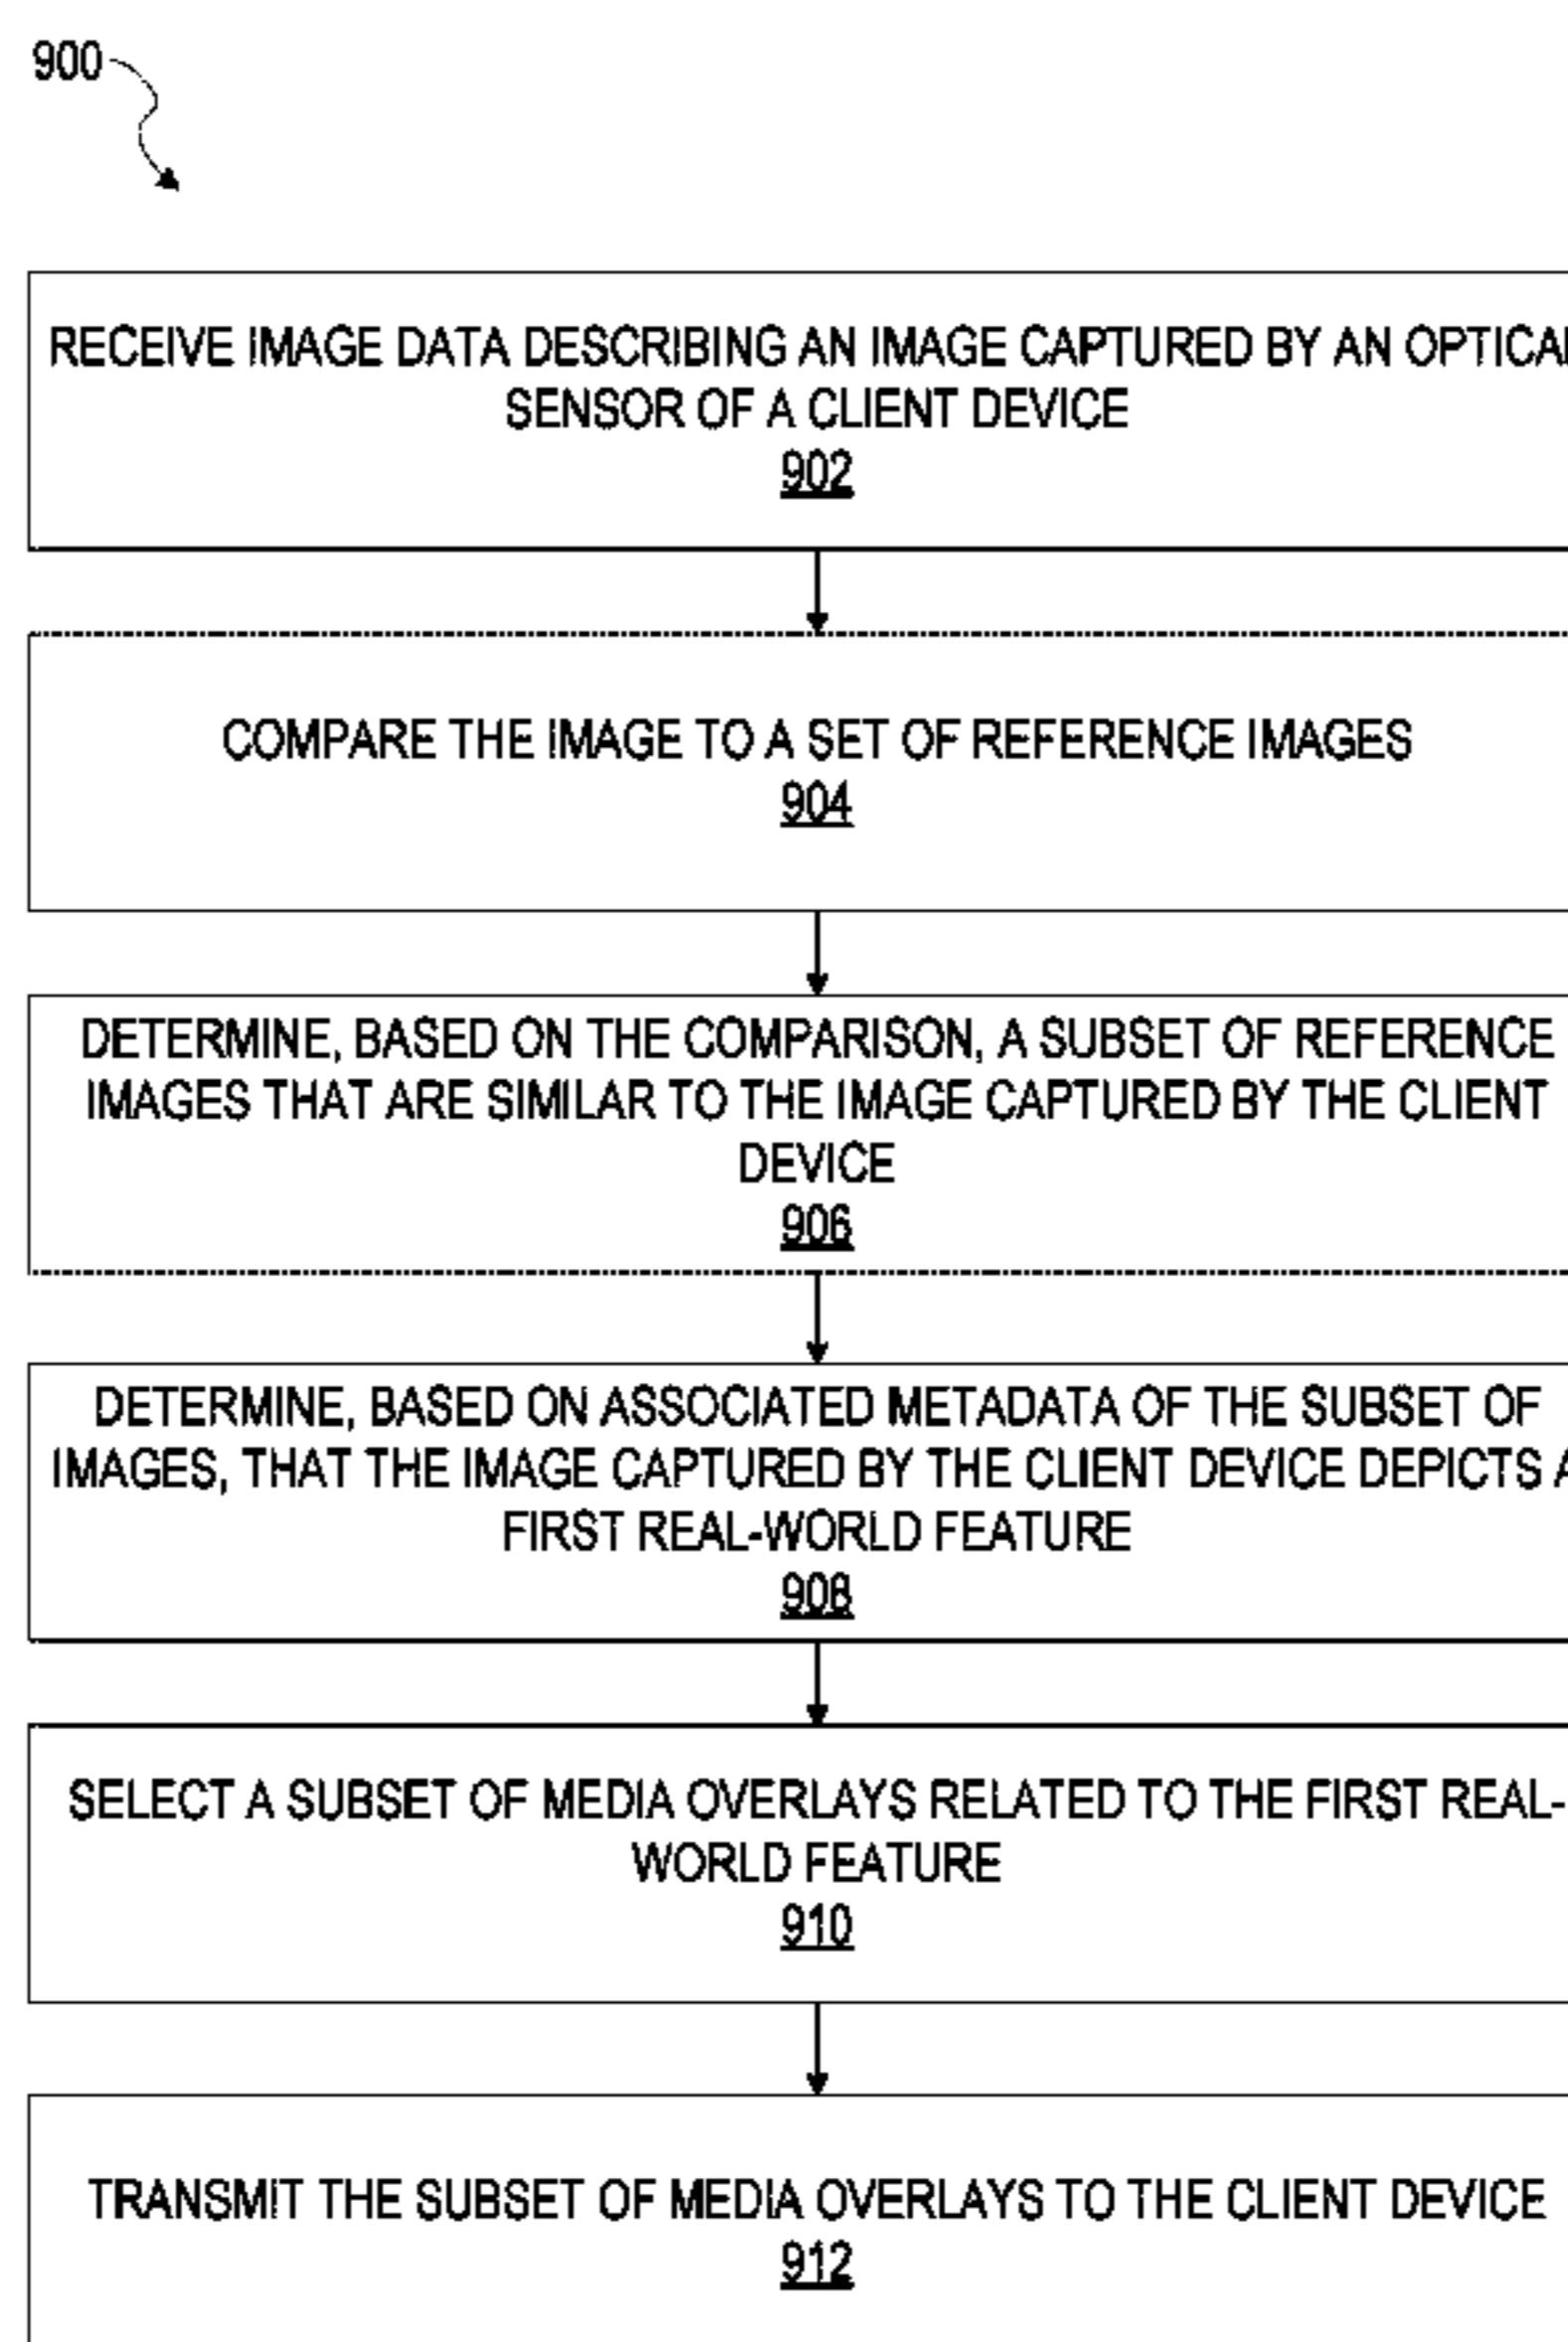 900
RECEIVE IMAGE DATA DESCRIBING AN IMAGE CAPTURED BY AN OPTICAL
SENSOR OF A CLIENT DEVICE
902
COMPARE THE IMAGE TO A SET OF REFERENCE IMAGES
904
DETERMINE, BASED ON THE COMPARISON, A SUBSET OF REFERENCE
IMAGES THAT ARE SIMILAR TO THE IMAGE CAPTURED BY THE CLIENT
DEVICE
906
DETERMINE, BASED ON ASSOCIATED METADATA OF THE SUBSET OF
IMAGES, THAT THE IMAGE CAPTURED BY THE CLIENT DEVICE DEPICTS A
FIRST REAL-WORLD FEATURE
908
SELECT A SUBSET OF MEDIA OVERLAYS RELATED TO THE FIRST REAL-
WORLD FEATURE
910
TRANSMIT THE SUBSET OF MEDIA OVERLAYS TO THE CLIENT DEVICE
912